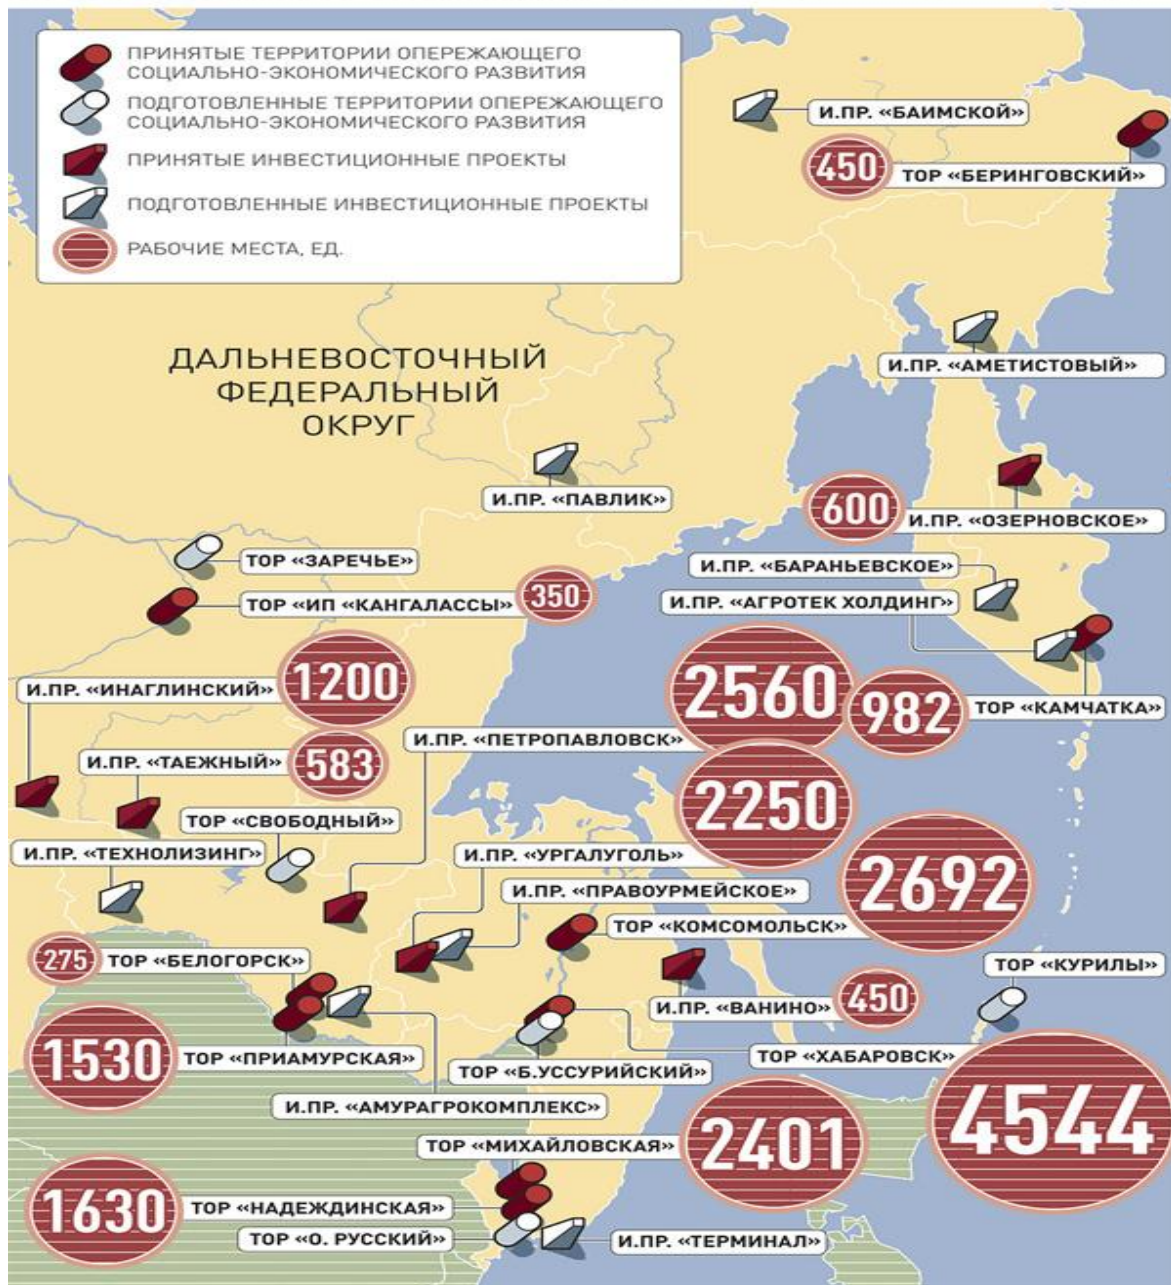 ПРИНЯТЫЕ ТЕРРИТОРИИ ОПЕРЕЖАЮЩЕГО
СОЦИАЛЬНО-ЭКОНОМИЧЕСКОГО РАЗВИТИЯ
ПОДГОТОВЛЕННЫЕ ТЕРРИТОРИИ ОПЕРЕЖАЮЩЕГО
СОЦИАЛЬНО-ЭКОНОМИЧЕСКОГО РАЗВИТИЯ
ПРИНЯТЫЕ ИНВЕСТИЦИОННЫЕ ПРОЕКТЫ
ПОДГОТОВЛЕННЫЕ ИНВЕСТИЦИОННЫЕ ПРОЕКТЫ
РАБОЧИЕ МЕСТА, ЕД.
И.ПР. «БАИМСКОЙ»
450
ТОР «БЕРИНГОВСКИЙ»
ДАЛЬНЕВОСТОЧНЫЙ
ФЕДЕРАЛЬНЫЙ
ОКРУГ
И.ПР. «АМЕТИСТОВЫЙ»
И.ПР. «ПАВЛИК»
600
И.ПР. «ОЗЕРНОВСКОЕ»
ТОР «ЗАРЕЧЬЕ»
И.ПР. «БАРАНЬЕВСКОЕ»
ТОР «ИП «КАНГАЛАССЫ»
350
И.ПР. «АГРОТЕК ХОЛДИНГ»
И.ПР. «ИНАГЛИНСКИЙ»
1200
2560
982
ТОР «КАМЧАТКА»
И.ПР. «ПЕТРОПАВЛОВСК»
И.ПР. «ТАЕЖНЫЙ»
583
2250
ТОР «СВОБОДНЫЙ»
И.ПР. «ТЕХНОЛИЗИНГ»
И.ПР. «УРГАЛУГОЛЬ»
2692
И.ПР. «ПРАВОУРМЕЙСКОЕ»
ТОР «КОМСОМОЛЬСК»
275
ТОР «БЕЛОГОРСК»
ТОР «КУРИЛЫ»
И.ПР. «ВАНИНО»
450
1530
ТОР «ПРИАМУРСКАЯ»
ТОР «Б.УССУРИЙСКИЙ»
ТОР «ХАБАРОВСК»
4544
И.ПР. «АМУРАГРОКОМПЛЕКС»
ТОР «МИХАЙЛОВСКАЯ»
2401
1630
ТОР «НАДЕЖДИНСКАЯ»
ТОР «О. РУССКИЙ»
И.ПР. «ТЕРМИНАЛ»